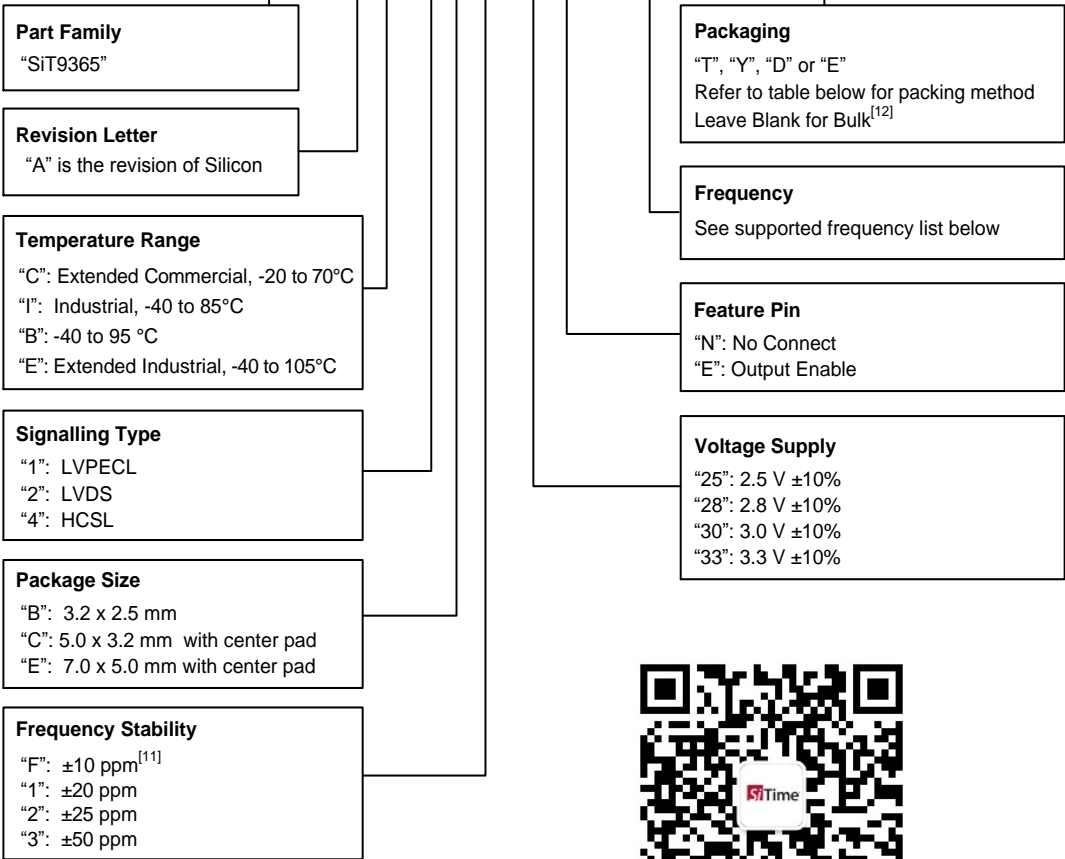 Part Family
“SiT9365”
Revision Letter
“A” is the revision of Silicon
Temperature Range
“C”: Extended Commercial, -20 to 70°C
“I”: Industrial, -40 to 85°C
“B”: -40 to 95 °C
“E”: Extended Industrial, -40 to 105°C
Signalling Type
“1”: LVPECL
“2”: LVDS
“4”: HCSL
Package Size
“B”: 3.2 x 2.5 mm
“C”: 5.0 x 3.2 mm with center pad
“E”: 7.0 x 5.0 mm with center pad
Frequency Stability
“F”: ±10 ppm[11]
“1”: ±20 ppm
“2”: ±25 ppm
“3”: ±50 ppm
Packaging
“T”, “Y”, “D” or “E”
Refer to table below for packing method
Leave Blank for Bulk[12]
Frequency
See supported frequency list below
Feature Pin
“N”: No Connect
“E”: Output Enable
Voltage Supply
“25”: 2.5 V ±10%
“28”: 2.8 V ±10%
“30”: 3.0 V ±10%
“33”: 3.3 V ±10%
SiTime